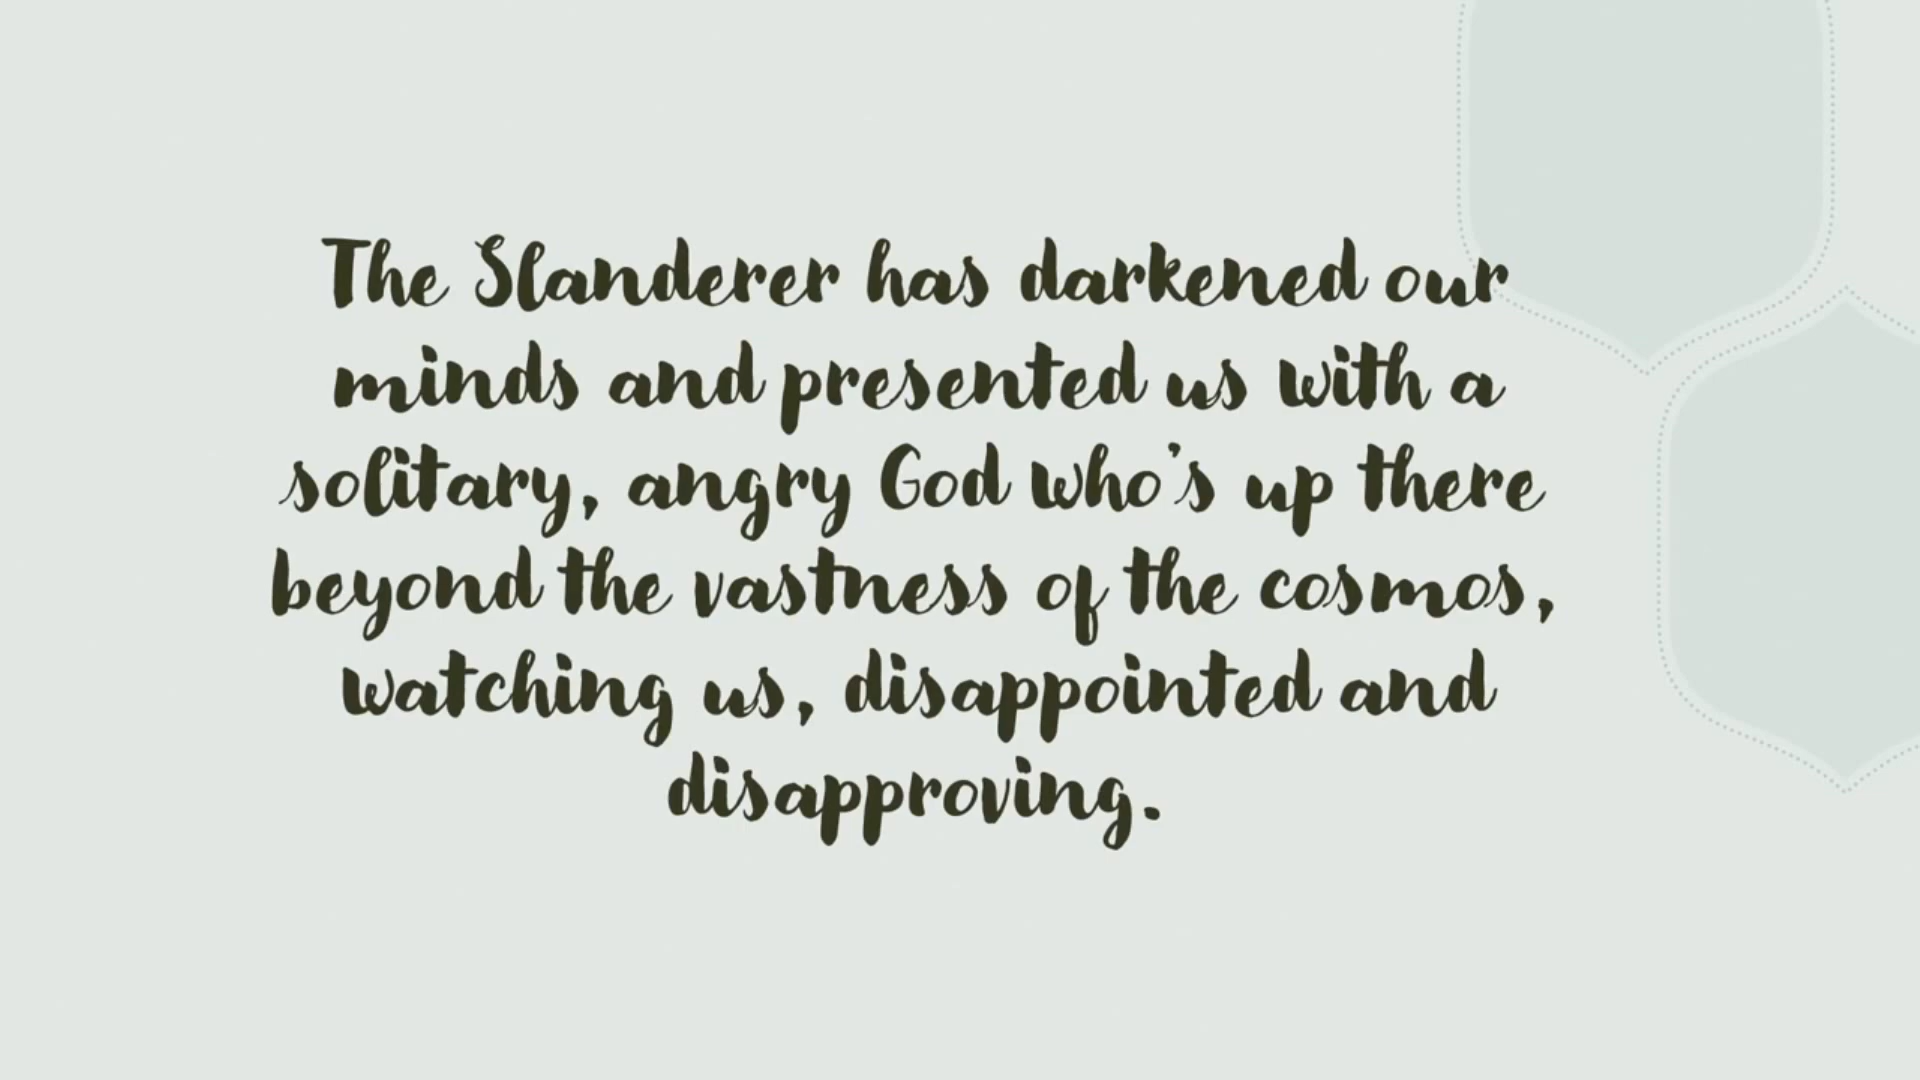 The Slanderer has darkened our
minds and presented us with a
solitary, angry God who's up there
beyond the vastness of the cosmos,
watching us, disappointed and
disapproving.